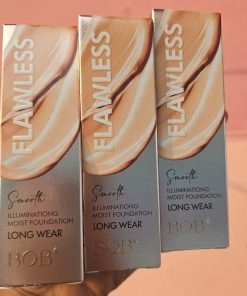 FLAWLESS
Smooth
ILLUMINATIONG
MOIST FOUNDATION
LONG WEAR
BOB
FLAWLESS
Smooth
ILLUMINATIONG
MOIST FOUNDATION
LONG WEAR
BOB
FLAWLESS
Smooth
ILLUMINATIONG
MOIST FOUNDATION
LONG WEAR
BOB